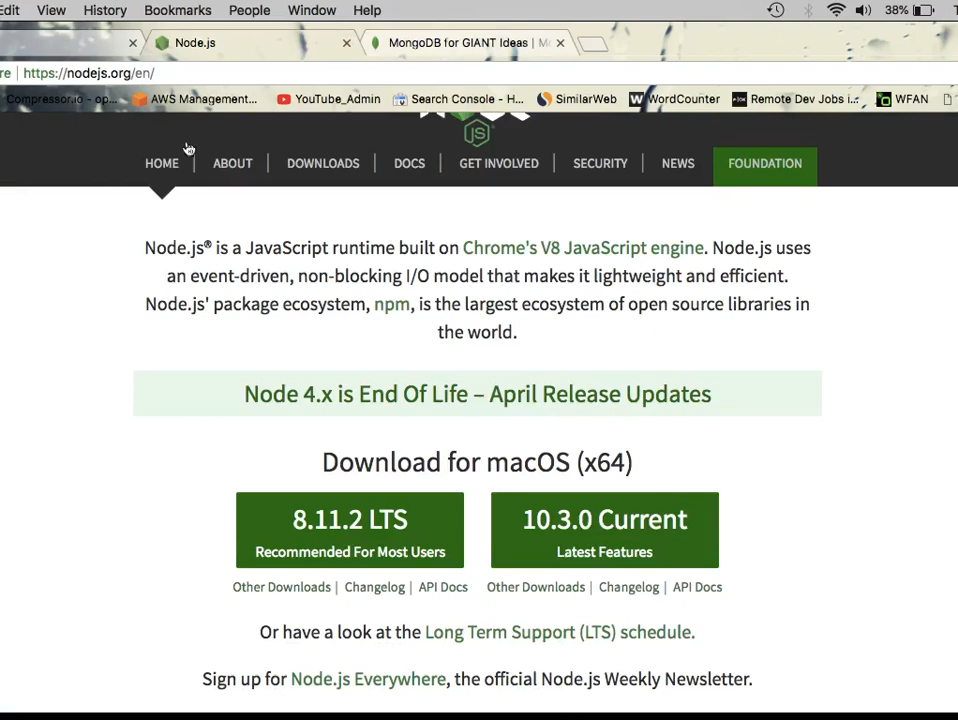 Edit View History Bookmarks People Window Help 38%
Node.js MongoDB for GIANT Ideas | Mo
re | https://nodejs.org/en/
Compressor.io - op... AWS Management... YouTube_Admin Search Console - H... SimilarWeb WordCounter Remote Dev Jobs i... WFAN
JS
HOME ABOUT DOWNLOADS DOCS GET INVOLVED SECURITY NEWS FOUNDATION
Node.js® is a JavaScript runtime built on Chrome's V8 JavaScript engine. Node.js uses
an event-driven, non-blocking I/O model that makes it lightweight and efficient.
Node.js' package ecosystem, npm, is the largest ecosystem of open source libraries in
the world.
Node 4.x is End Of Life – April Release Updates
Download for macOS (x64)
8.11.2 LTS
Recommended For Most Users
10.3.0 Current
Latest Features
Other Downloads | Changelog | API Docs Other Downloads | Changelog | API Docs
Or have a look at the Long Term Support (LTS) schedule.
Sign up for Node.js Everywhere, the official Node.js Weekly Newsletter.